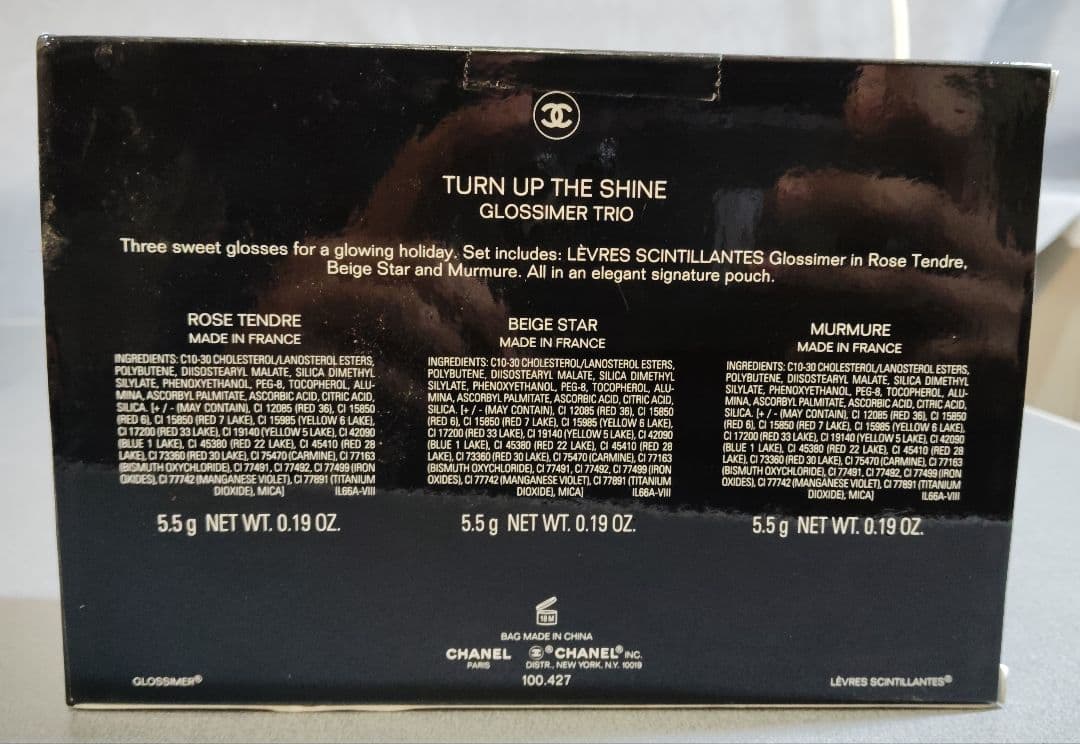 TURN UP THE SHINE
GLOSSIMER TRIO
Three sweet glosses for a glowing holiday. Set includes: LÈVRES SCINTILLANTES Glossimer in Rose Tendre,
Beige Star and Murmure. All in an elegant signature pouch.
ROSE TENDRE
MADE IN FRANCE
INGREDIENTS: C10-30 CHOLESTEROL/LANOSTEROL ESTERS,
POLYBUTENE, DIISOSTEARYL MALATE, SILICA DIMETHYL
SILYLATE, PHENOXYETHANOL, PEG-8, TOCOPHEROL, ALU-
MINA, ASCORBYL PALMITATE, ASCORBIC ACID, CITRIC ACID,
SILICA. [+ / - (MAY CONTAIN), CI 12085 (RED 36), CI 15850
(RED 6), CI 15850 (RED 7 LAKE), CI 15985 (YELLOW 6 LAKE),
CI 17200 (RED 33 LAKE), CI 19140 (YELLOW 5 LAKE), CI 42090
(BLUE 1 LAKE), CI 45380 (RED 22 LAKE), CI 45410 (RED 28
LAKE), CI 73360 (RED 30 LAKE), CI 75470 (CARMINE), CI 77163
(BISMUTH OXYCHLORIDE), CI 77491, CI 77492, CI 77499 (IRON
OXIDES), CI 77742 (MANGANESE VIOLET), CI 77891 (TITANIUM
DIOXIDE), MICA] IL66A-VIII
5.5 g NET WT. 0.19 OZ.
BEIGE STAR
MADE IN FRANCE
INGREDIENTS: C10-30 CHOLESTEROL/LANOSTEROL ESTERS,
POLYBUTENE, DIISOSTEARYL MALATE, SILICA DIMETHYL
SILYLATE, PHENOXYETHANOL, PEG-8, TOCOPHEROL, ALU-
MINA, ASCORBYL PALMITATE, ASCORBIC ACID, CITRIC ACID,
SILICA. [+ / - (MAY CONTAIN), CI 12085 (RED 36), CI 15850
(RED 6), CI 15850 (RED 7 LAKE), CI 15985 (YELLOW 6 LAKE),
CI 17200 (RED 33 LAKE), CI 19140 (YELLOW 5 LAKE), CI 42090
(BLUE 1 LAKE), CI 45380 (RED 22 LAKE), CI 45410 (RED 28
LAKE), CI 73360 (RED 30 LAKE), CI 75470 (CARMINE), CI 77163
(BISMUTH OXYCHLORIDE), CI 77491, CI 77492, CI 77499 (IRON
OXIDES), CI 77742 (MANGANESE VIOLET), CI 77891 (TITANIUM
DIOXIDE), MICA] IL66A-VIII
5.5 g NET WT. 0.19 OZ.
MURMURE
MADE IN FRANCE
INGREDIENTS: C10-30 CHOLESTEROL/LANOSTEROL ESTERS,
POLYBUTENE, DIISOSTEARYL MALATE, SILICA DIMETHYL
SILYLATE, PHENOXYETHANOL, PEG-8, TOCOPHEROL, ALU-
MINA, ASCORBYL PALMITATE, ASCORBIC ACID, CITRIC ACID,
SILICA. [+ / - (MAY CONTAIN), CI 12085 (RED 36), CI 15850
(RED 6), CI 15850 (RED 7 LAKE), CI 15985 (YELLOW 6 LAKE),
CI 17200 (RED 33 LAKE), CI 19140 (YELLOW 5 LAKE), CI 42090
(BLUE 1 LAKE), CI 45380 (RED 22 LAKE), CI 45410 (RED 28
LAKE), CI 73360 (RED 30 LAKE), CI 75470 (CARMINE), CI 77163
(BISMUTH OXYCHLORIDE), CI 77491, CI 77492, CI 77499 (IRON
OXIDES), CI 77742 (MANGANESE VIOLET), CI 77891 (TITANIUM
DIOXIDE), MICA] IL66A-VIII
5.5 g NET WT. 0.19 OZ.
18 M
BAG MADE IN CHINA
CHANEL ® CHANEL® INC.
PARIS DISTR., NEW YORK, N.Y. 10019
100.427
GLOSSIMER®
LÈVRES SCINTILLANTES®